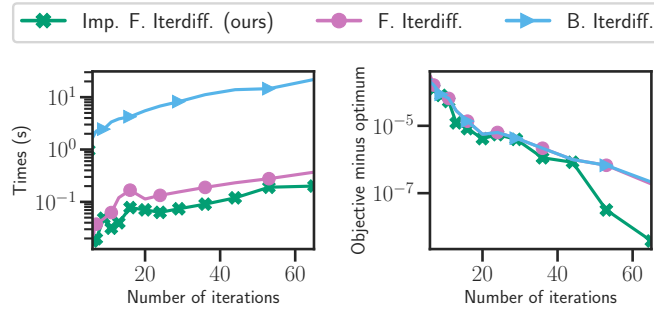 Imp. F. Iterdiff. (ours) F. Iterdiff. B. Iterdiff.
Times (s)
10^1
10^0
10^{-1}
20 40 60
Number of iterations
Objective minus optimum
10^{-5}
10^{-7}
20 40 60
Number of iterations